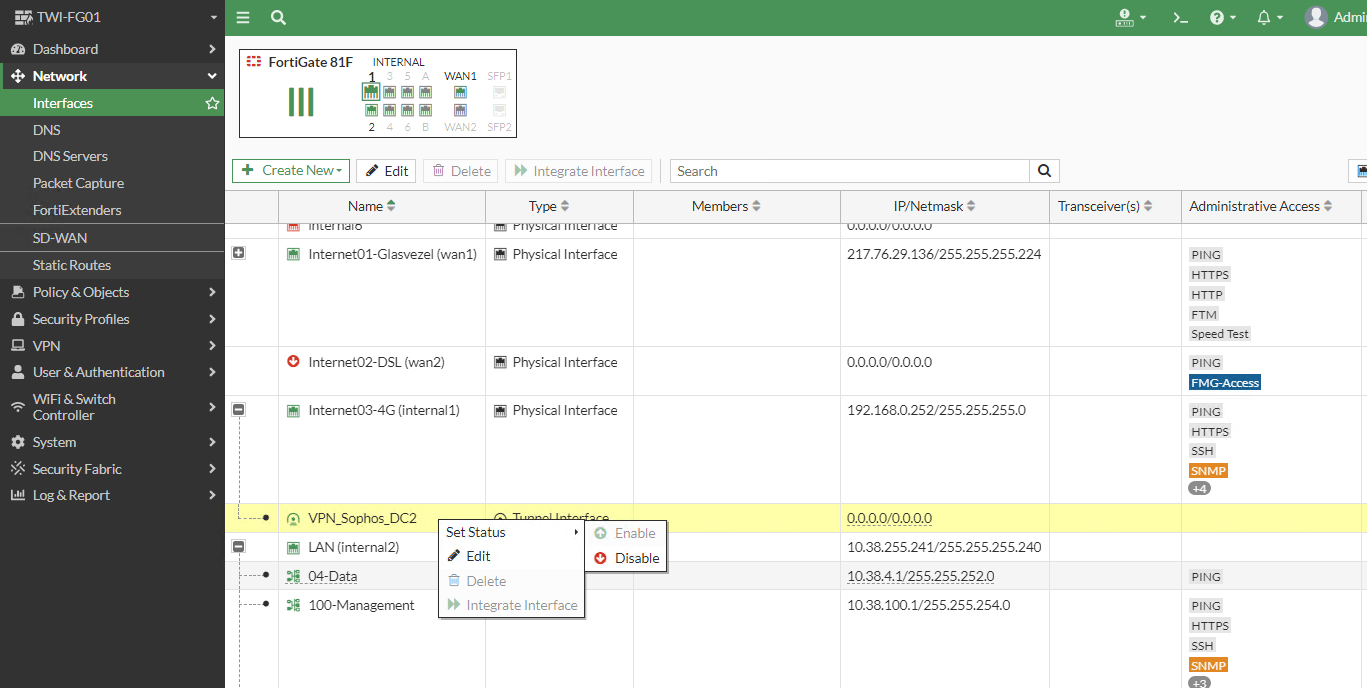 TWI-FG01
Admi
Dashboard
Network
Interfaces
DNS
DNS Servers
Packet Capture
FortiExtenders
SD-WAN
Static Routes
Policy & Objects
Security Profiles
VPN
User & Authentication
WiFi & Switch
Controller
System
Security Fabric
Log & Report
FortiGate 81F
INTERNAL
1 3 5 A WAN1 SFP1
2 4 6 B WAN2 SFP2
Create New
Edit
Delete
Integrate Interface
Search
Name Type Members IP/Netmask Transceiver(s) Administrative Access
internal6 Physical Interface 0.0.0.0/0.0.0.0
Internet01-Glasvezel (wan1) Physical Interface 217.76.29.136/255.255.255.224 PING
HTTPS
HTTP
FTM
Speed Test
Internet02-DSL (wan2) Physical Interface 0.0.0.0/0.0.0.0 PING
FMG-Access
Internet03-4G (internal1) Physical Interface 192.168.0.252/255.255.255.0 PING
HTTPS
SSH
SNMP
+4
VPN_Sophos_DC2 Tunnel Interface 0.0.0.0/0.0.0.0
Set Status
Edit
Delete
Integrate Interface
Enable
Disable
LAN (internal2) 10.38.255.241/255.255.255.240
04-Data 10.38.4.1/255.255.252.0 PING
100-Management 10.38.100.1/255.255.254.0 PING
HTTPS
SSH
SNMP
+3